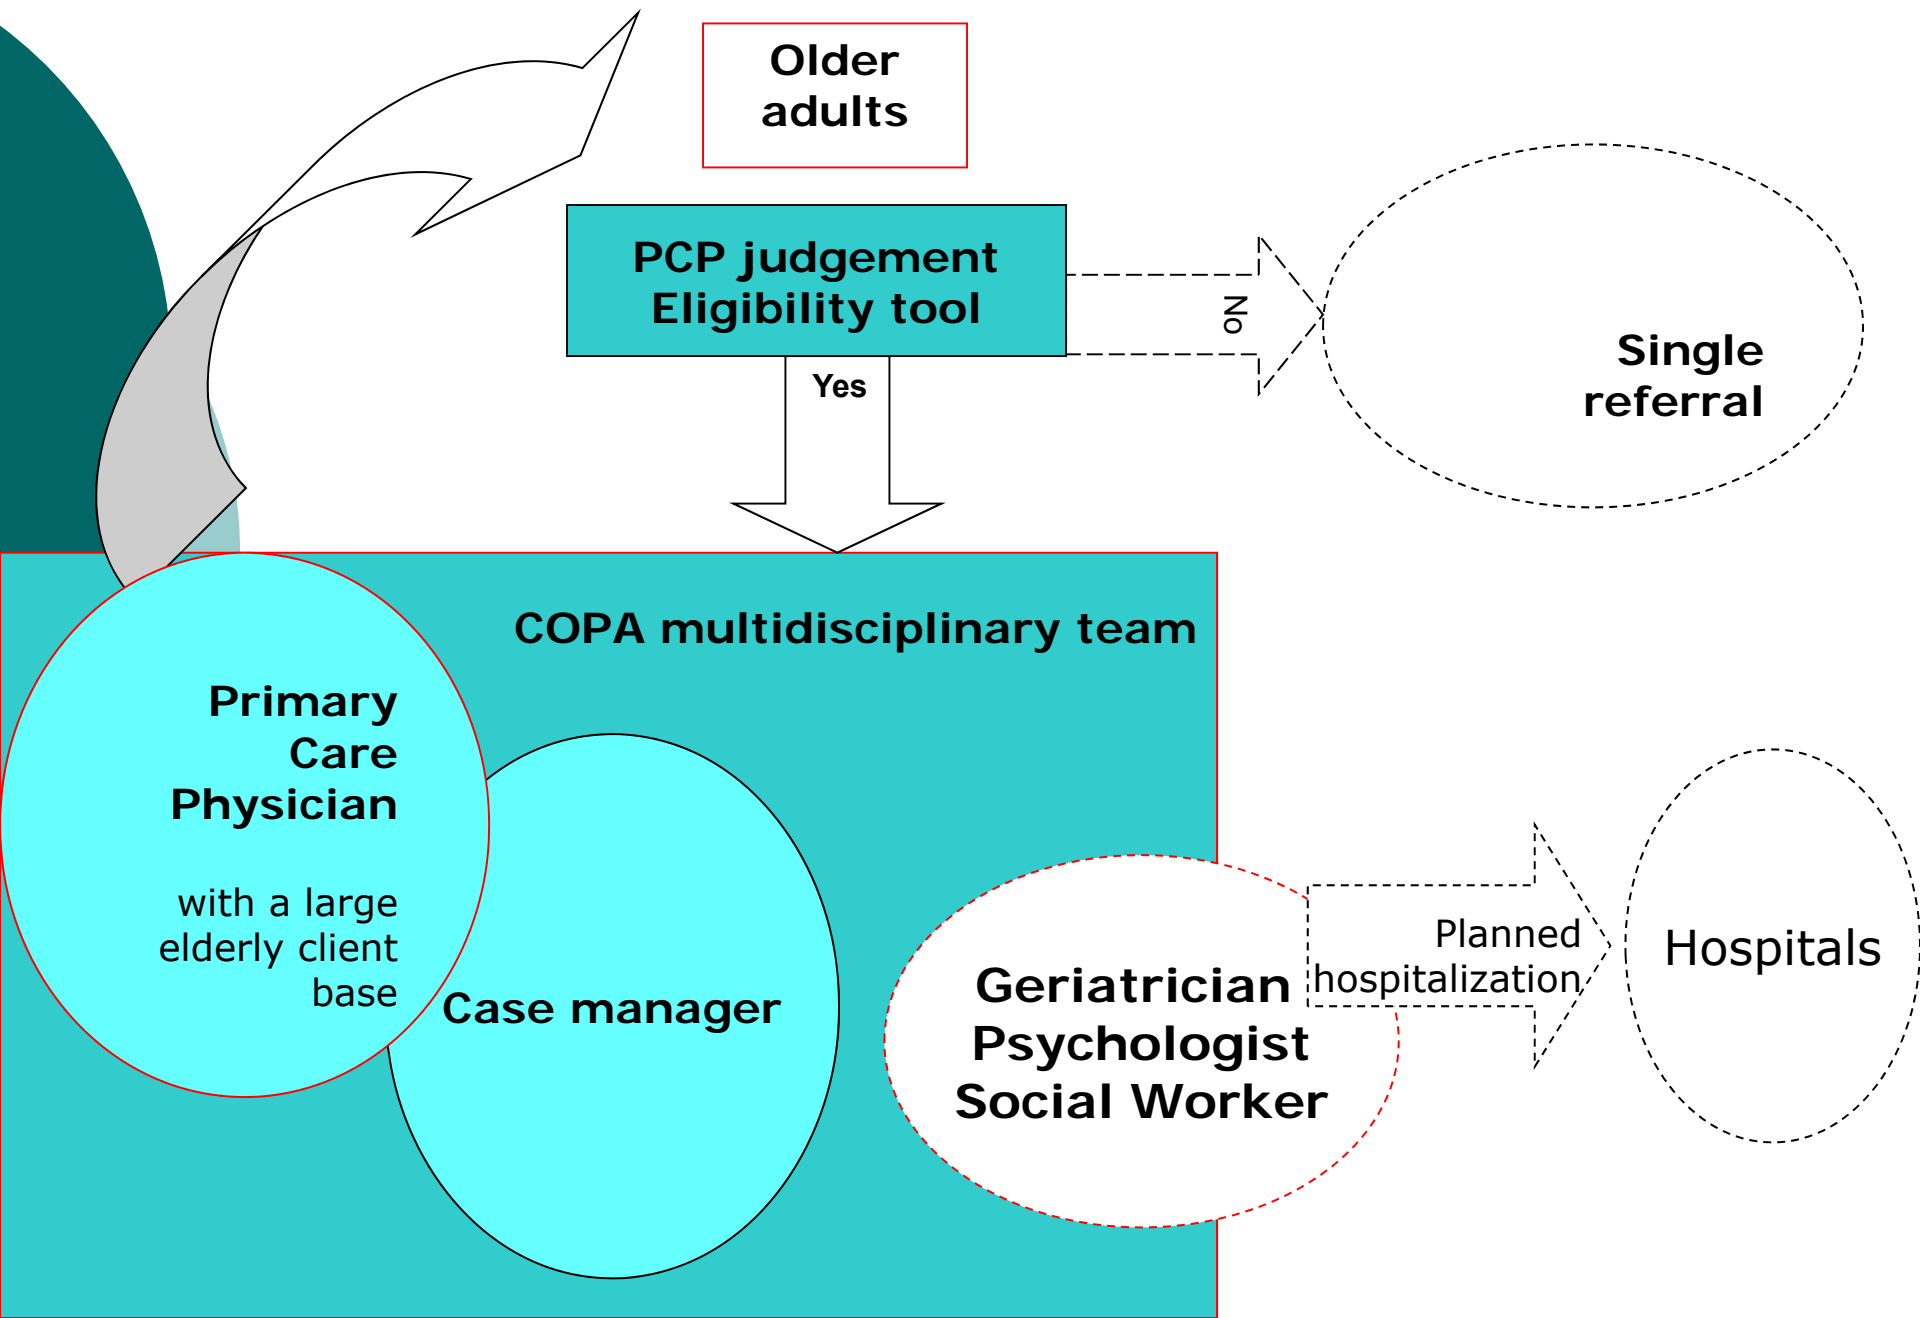 Older
adults
PCP judgement
Eligibility tool
No
Yes
Single
referral
COPA multidisciplinary team
Primary
Care
Physician
with a large
elderly client
base
Case manager
Geriatrician
Psychologist
Social Worker
Planned
hospitalization
Hospitals